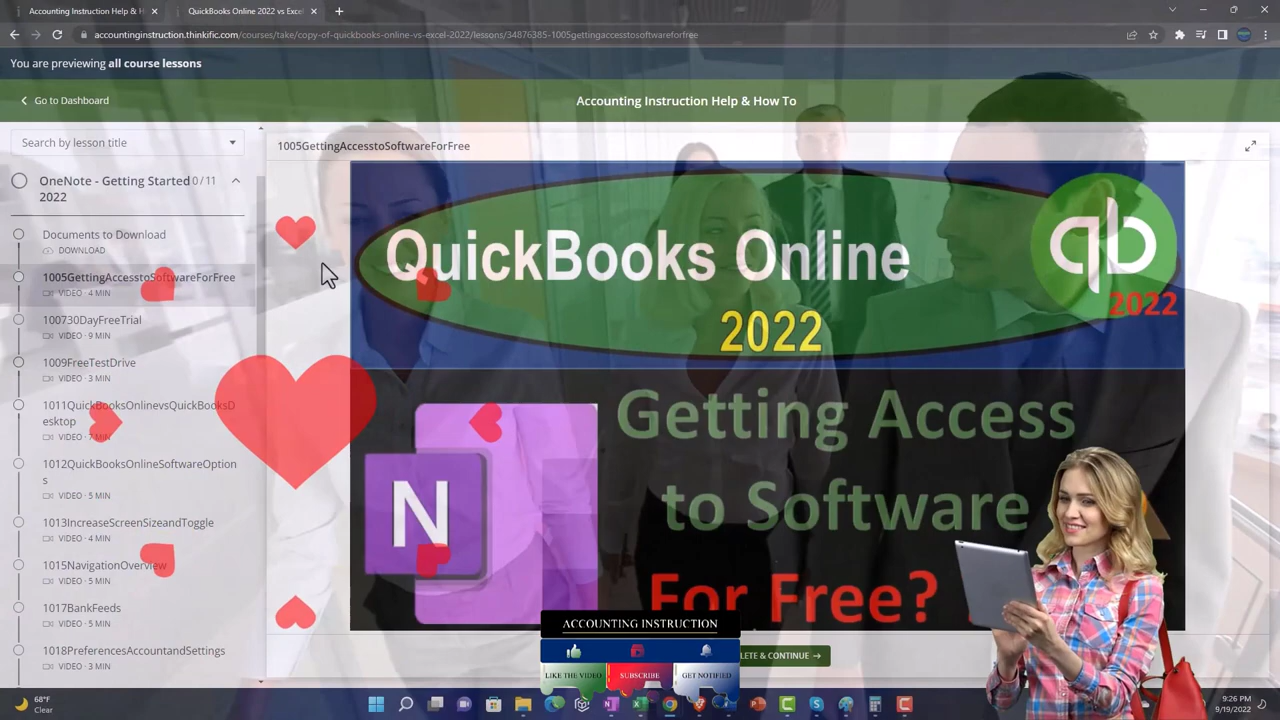 Accounting Instruction Help & H
QuickBooks Online 2022 vs Excel
accountinginstruction.thinkific.com/courses/take/copy-of-quickbooks-online-vs-excel-2022/lessons/34876385-1005gettingaccesstosoftwareforfree
You are previewing all course lessons
Go to Dashboard
Accounting Instruction Help & How To
Search by lesson title
OneNote - Getting Started
2022
0/11
Documents to Download
DOWNLOAD
1005GettingAccesstoSoftwareForFree
VIDEO · 4 MIN
100730DayFreeTrial
VIDEO · 9 MIN
1009FreeTestDrive
VIDEO · 3 MIN
1011QuickBooksOnlinevsQuickBooksD
esktop
VIDEO · 7 MIN
1012QuickBooksOnlineSoftwareOption
s
VIDEO · 5 MIN
1013IncreaseScreenSizeandToggle
VIDEO · 4 MIN
1015NavigationOverview
VIDEO · 5 MIN
1017BankFeeds
VIDEO · 5 MIN
1018PreferencesAccountandSettings
VIDEO · 3 MIN
1005GettingAccesstoSoftwareForFree
QuickBooks Online
2022
qb
2022
N
Getting Access
to Software
For Free?
ACCOUNTING INSTRUCTION
LIKE THE VIDEO
SUBSCRIBE
GET NOTIFIED
LETE & CONTINUE →
68°F
Clear
9:26 PM
9/19/2022